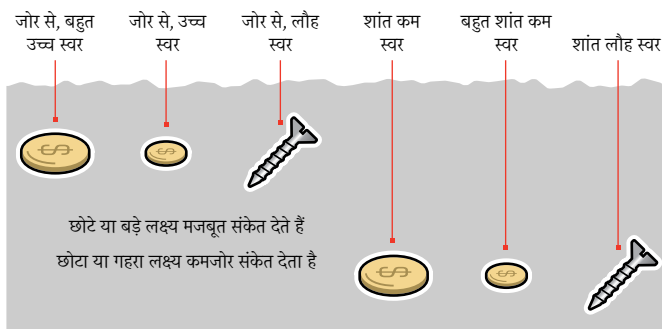 जोर से, बहुत
उच्च स्वर
जोर से, उच्च
स्वर
जोर से, लौह
स्वर
शांत कम
स्वर
बहुत शांत कम
स्वर
शांत लौह स्वर
छोटे या बड़े लक्ष्य मजबूत संकेत देते हैं
छोटा या गहरा लक्ष्य कमजोर संकेत देता है